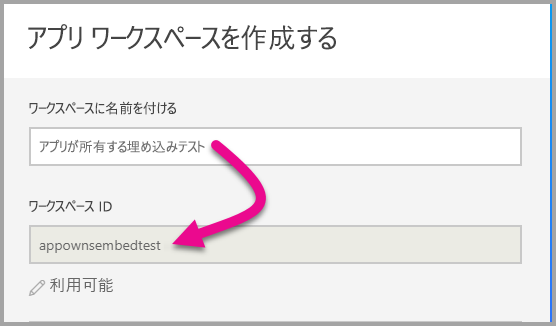 アプリ ワークスペースを作成する
ワークスペースに名前を付ける
アプリが所有する埋め込みテスト
ワークスペース ID
appownsembedtest
利用可能